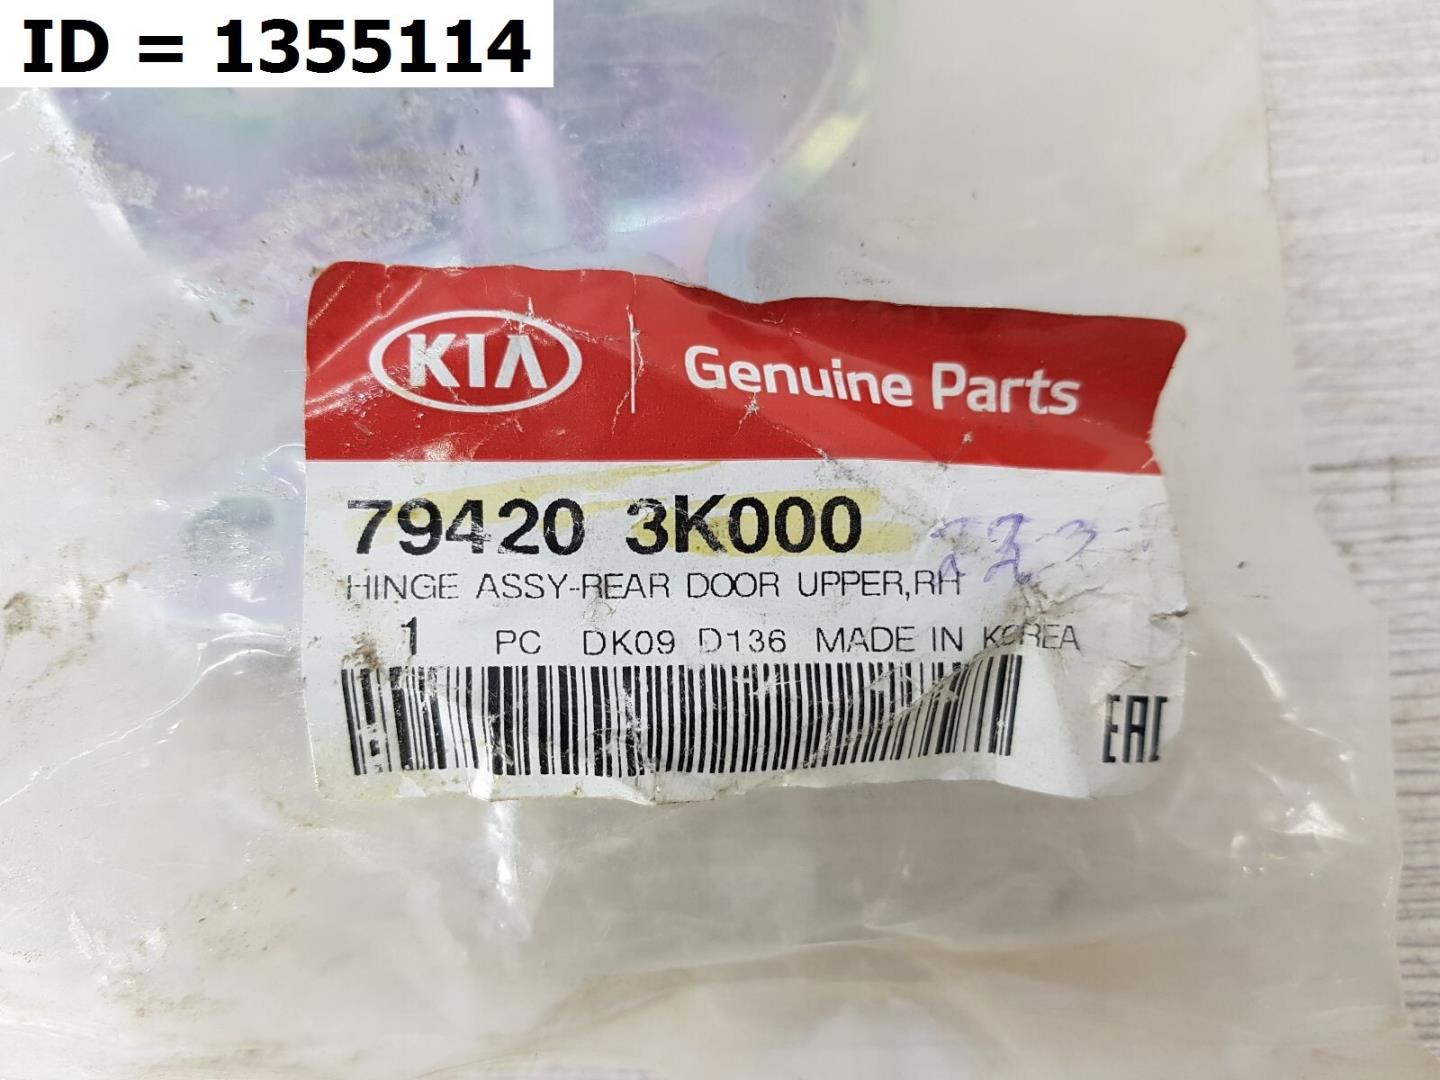 ID = 1355114
KIA Genuine Parts
79420 3K000
HINGE ASSY-REAR DOOR UPPER,RH
1 PC DK09 D136 MADE IN KOREA
EAC